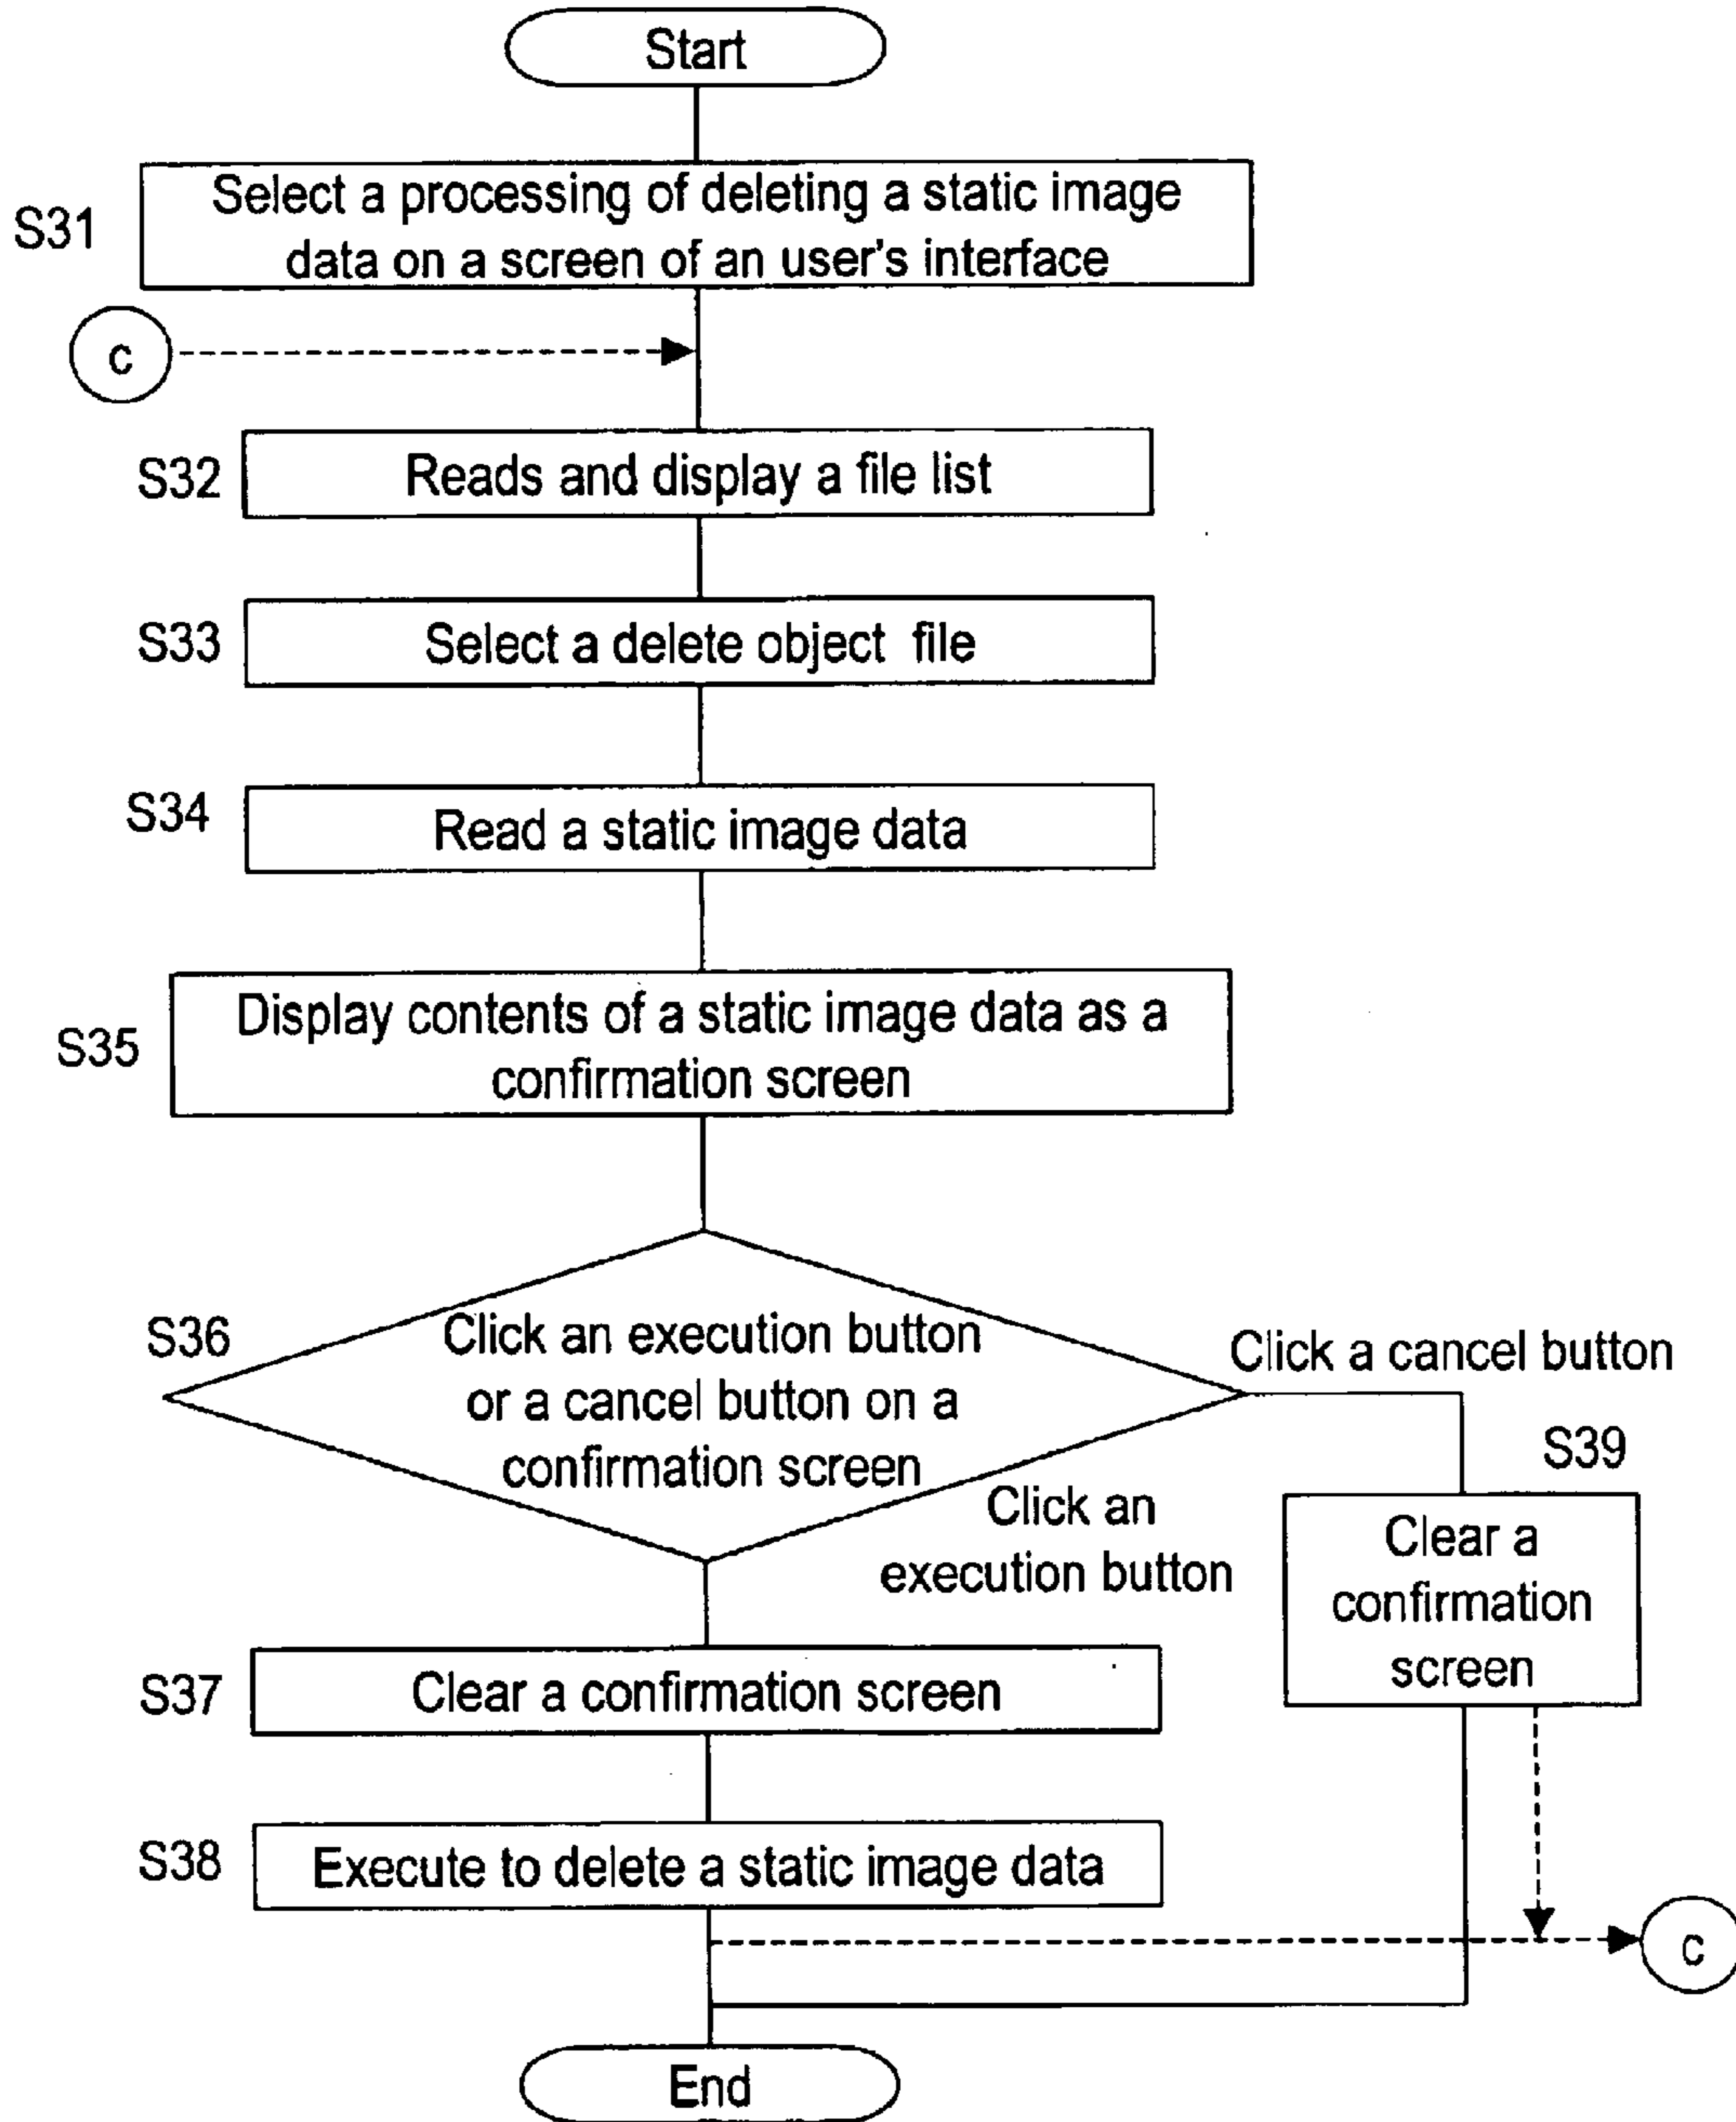 Start
S31
Select a processing of deleting a static image
data on a screen of an user's interface
c
S32
Reads and display a file list
S33
Select a delete object file
S34
Read a static image data
S35
Display contents of a static image data as a
confirmation screen
S36
Click an execution button
or a cancel button on a
confirmation screen
Click a cancel button
S39
Click an
execution button
Clear a
confirmation
screen
S37
Clear a confirmation screen
S38
Execute to delete a static image data
c
End